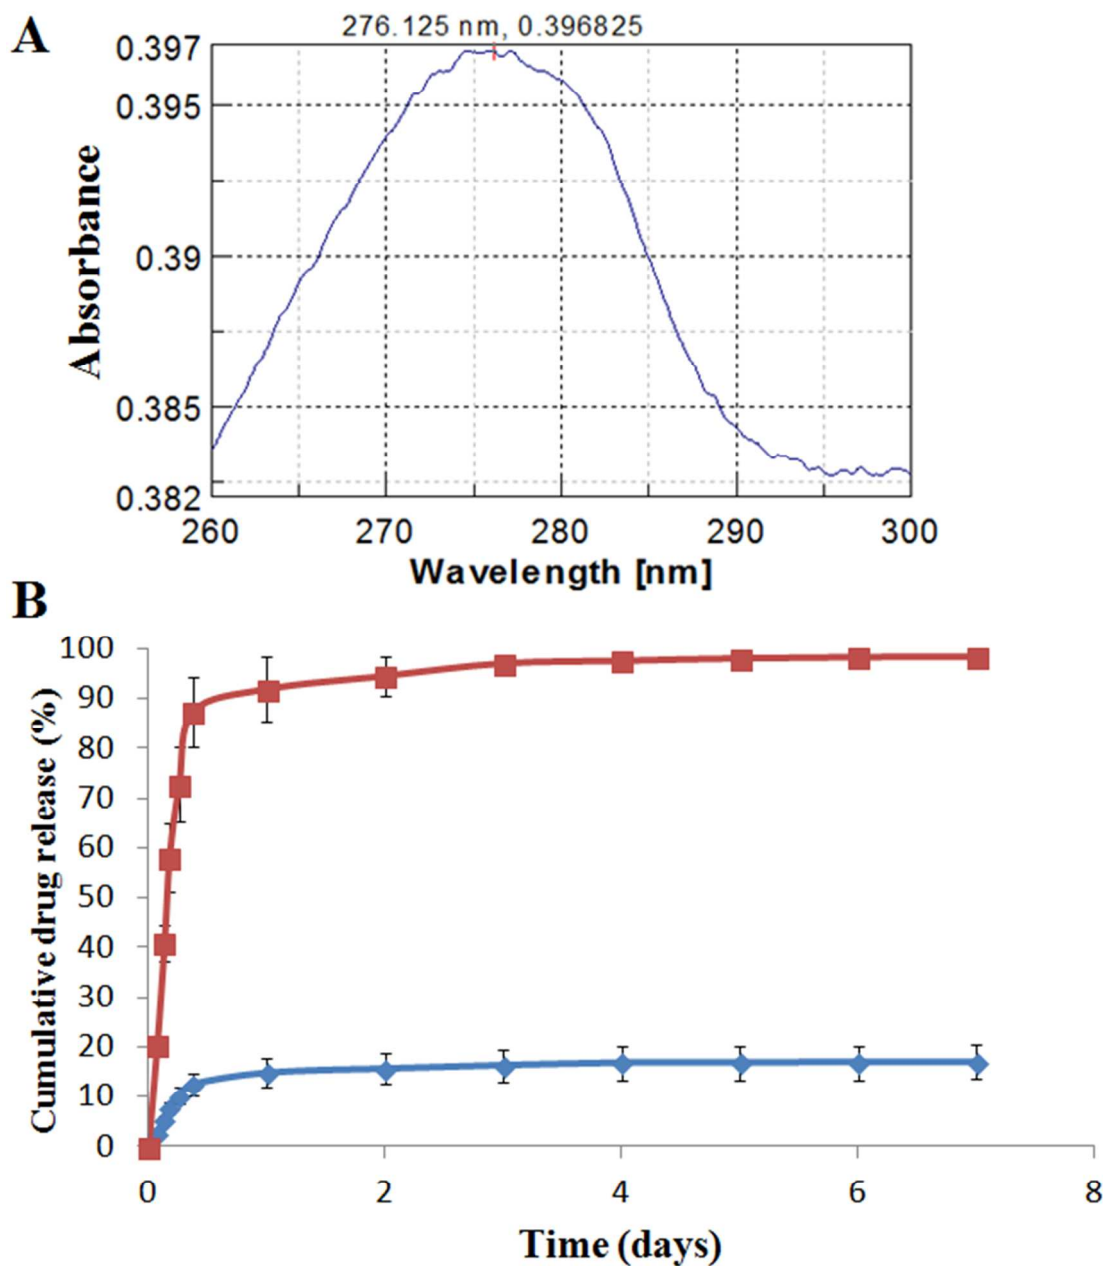 A
276.125 nm, 0.396825
0.397
0.395
0.39
0.385
0.382
Absorbance
260 270 280 290 300
Wavelength [nm]
B
100
90
80
70
60
50
40
30
20
10
0
Cumulative drug release (%)
0 2 4 6 8
Time (days)